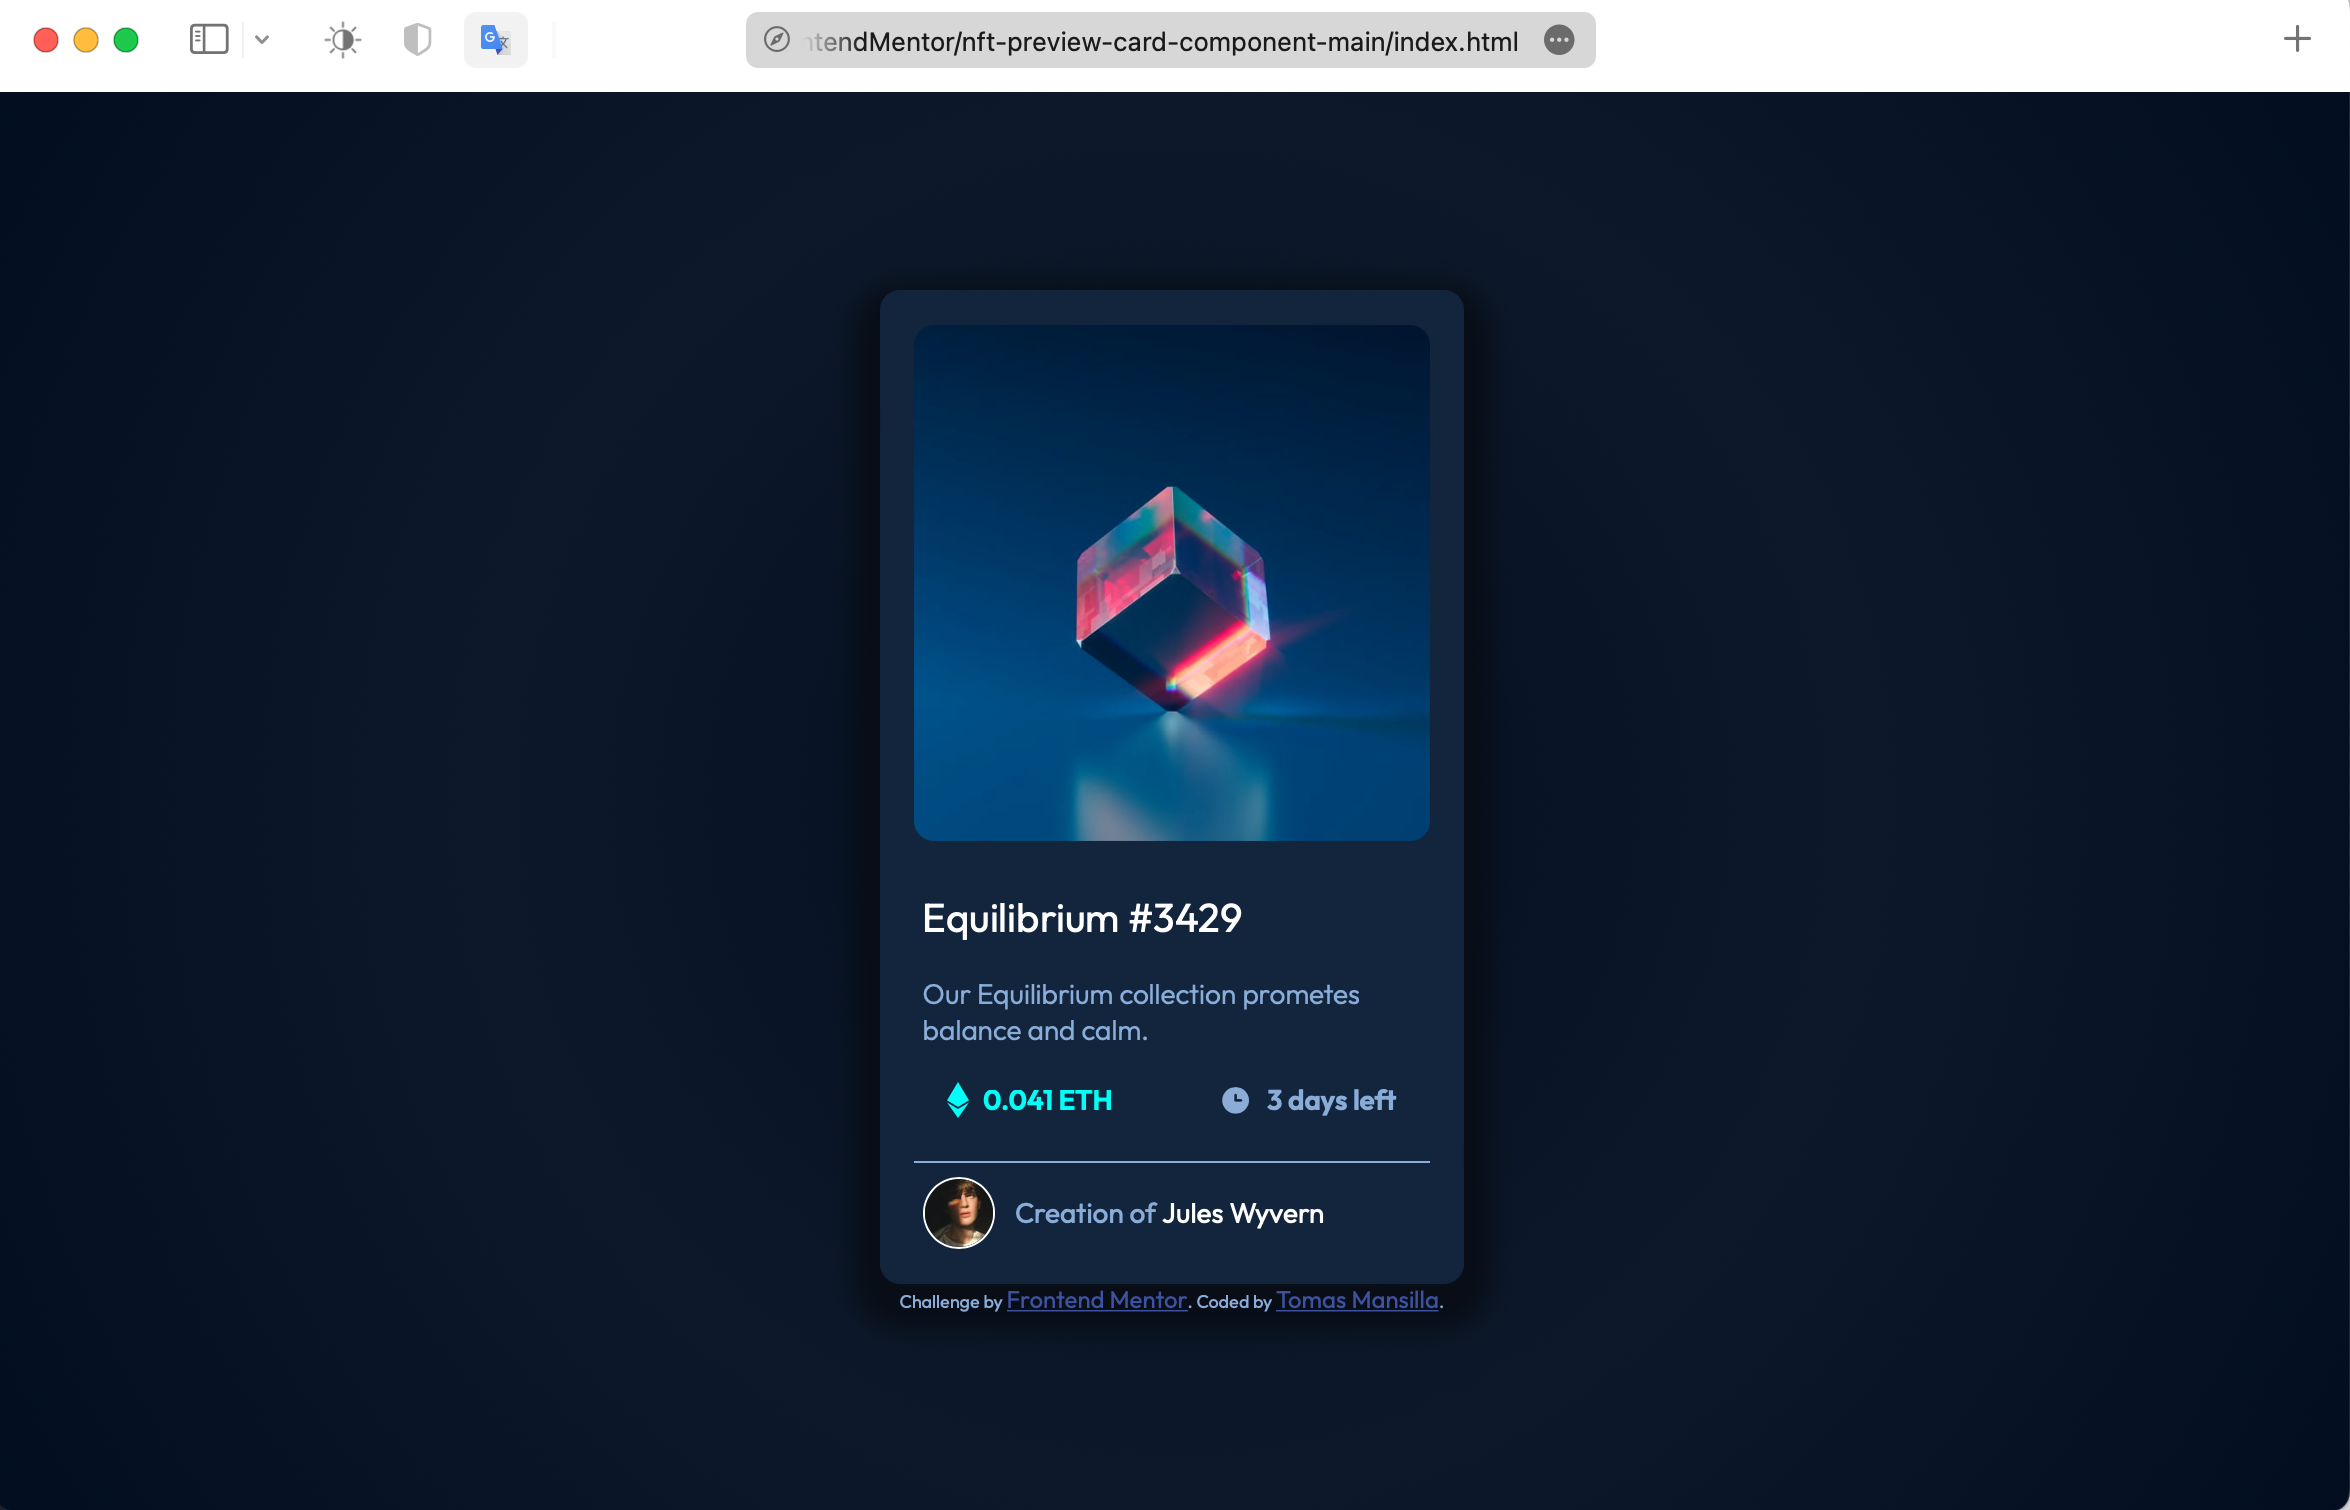 ntendMentor/nft-preview-card-component-main/index.html
Equilibrium #3429
Our Equilibrium collection prometes
balance and calm.
0.041 ETH
3 days left
Creation of Jules Wyvern
Challenge by Frontend Mentor. Coded by Tomas Mansilla.